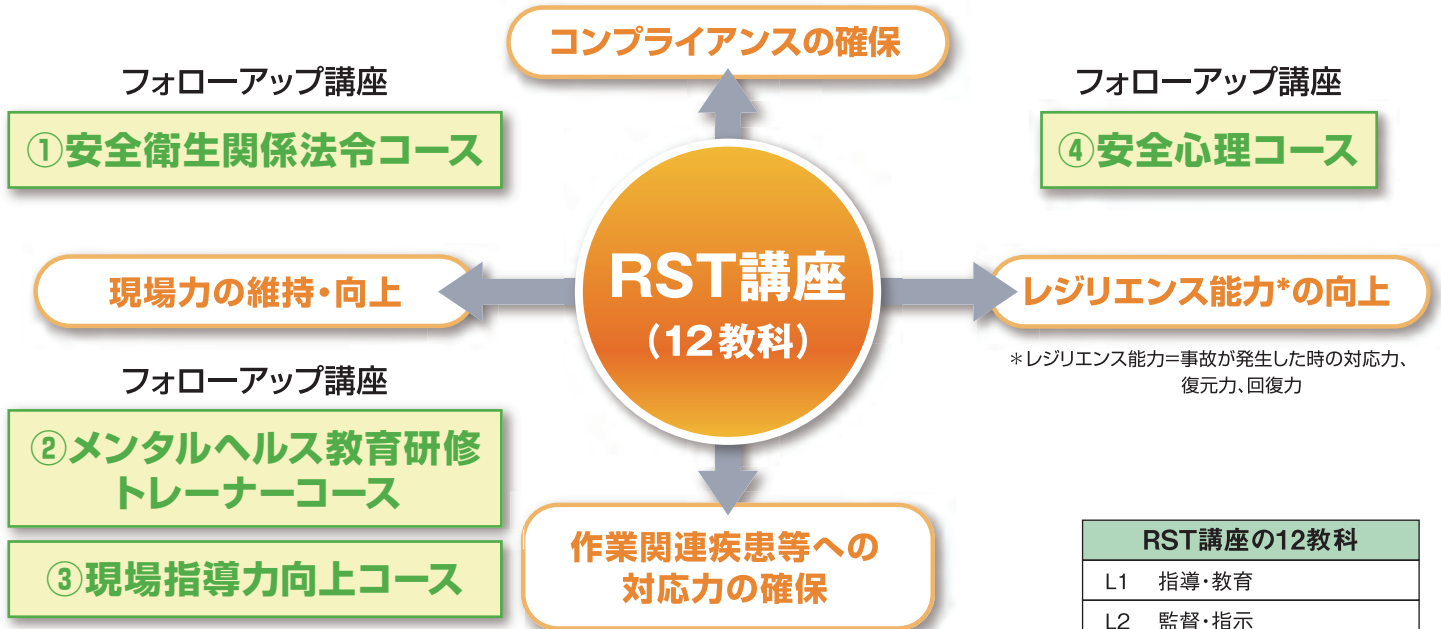 コンプライアンスの確保
フォローアップ講座
①安全衛生関係法令コース
フォローアップ講座
④安全心理コース
現場力の維持・向上
RST講座
（12教科）
レジリエンス能力*の向上
＊レジリエンス能力＝事故が発生した時の対応力、
復元力、回復力
フォローアップ講座
②メンタルヘルス教育研修
トレーナーコース
③現場指導力向上コース
作業関連疾患等への
対応力の確保
RST講座の12教科
L1 指導・教育
L2 監督・指示